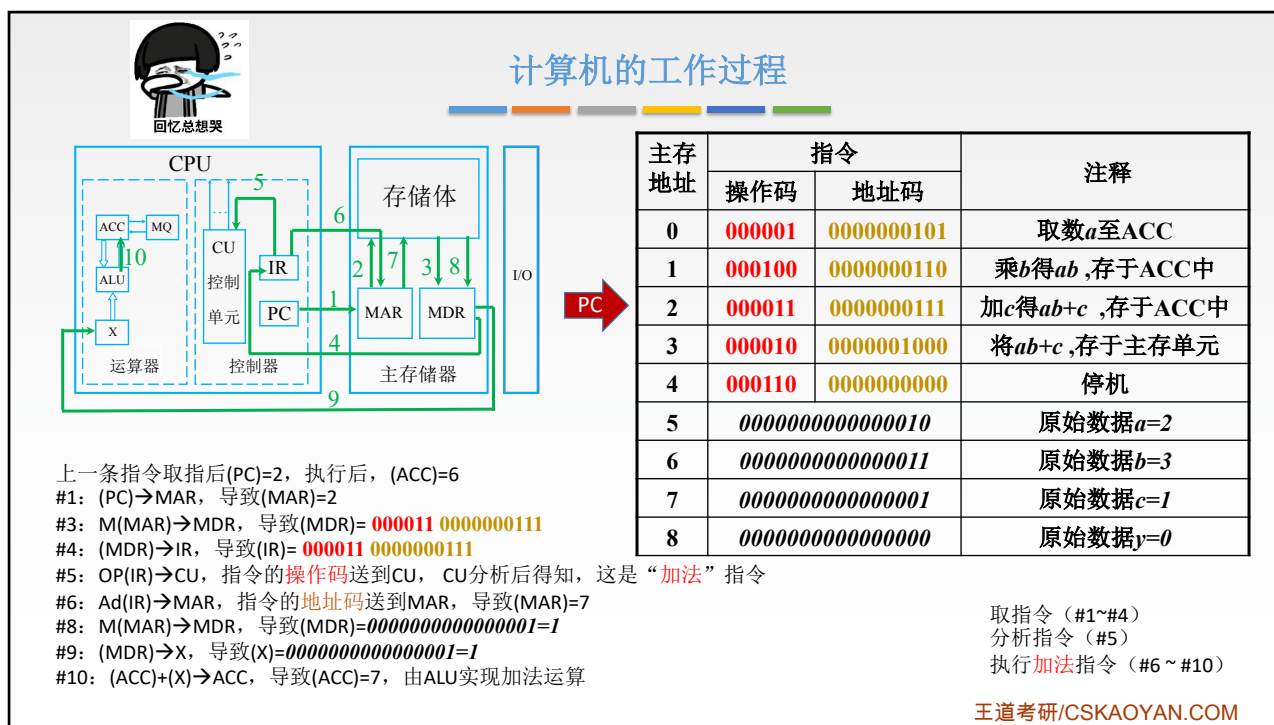 计算机的工作过程
回忆总想哭
CPU
ACC
MQ
ALU
X
运算器
CU
控制
单元
IR
PC
控制器
存储体
MAR
MDR
主存储器
I/O
5
6
10
2
7
3
8
1
4
9
PC
主存地址 指令 注释
操作码 地址码
0 000001 0000000101 取数a至ACC
1 000100 0000000110 乘b得ab ,存于ACC中
2 000011 0000000111 加c得ab+c ,存于ACC中
3 000010 0000001000 将ab+c ,存于主存单元
4 000110 0000000000 停机
5 0000000000000010 原始数据a=2
6 0000000000000011 原始数据b=3
7 0000000000000001 原始数据c=1
8 0000000000000000 原始数据y=0
上一条指令取指后(PC)=2，执行后，(ACC)=6
#1：(PC)→MAR，导致(MAR)=2
#3：M(MAR)→MDR，导致(MDR)= 000011 0000000111
#4：(MDR)→IR，导致(IR)= 000011 0000000111
#5：OP(IR)→CU，指令的操作码送到CU， CU分析后得知，这是“加法”指令
#6：Ad(IR)→MAR，指令的地址码送到MAR，导致(MAR)=7
#8：M(MAR)→MDR，导致(MDR)=0000000000000001=1
#9：(MDR)→X，导致(X)=0000000000000001=1
#10：(ACC)+(X)→ACC，导致(ACC)=7，由ALU实现加法运算
取指令（#1~#4）
分析指令（#5）
执行加法指令（#6 ~ #10）
王道考研/CSKAOYAN.COM